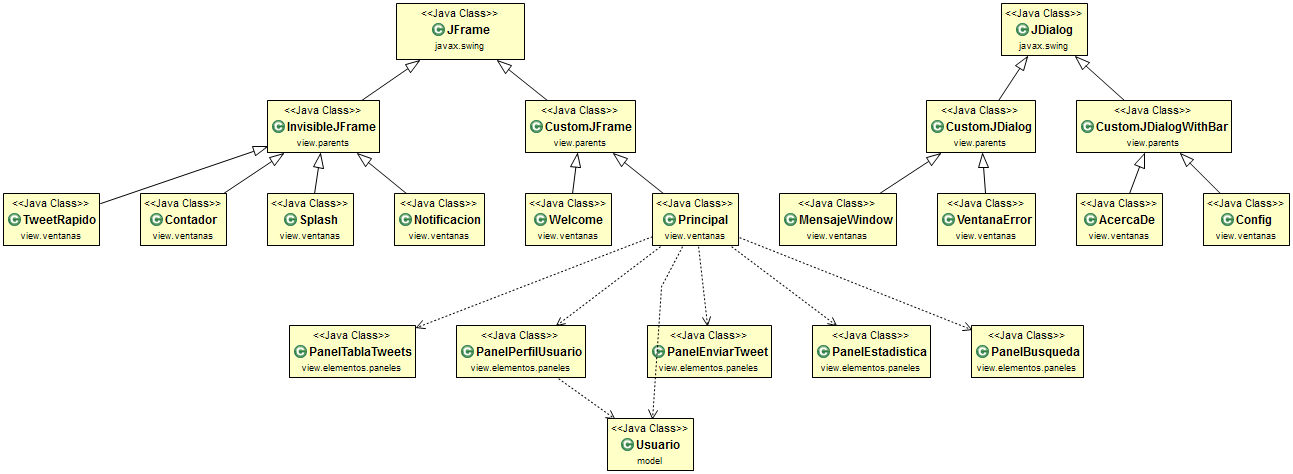 <<Java Class>>
JFrame
javax.swing
<<Java Class>>
JDialog
javax.swing
<<Java Class>>
InvisibleJFrame
view.parents
<<Java Class>>
CustomJFrame
view.parents
<<Java Class>>
CustomJDialog
view.parents
<<Java Class>>
CustomJDialogWithBar
view.parents
<<Java Class>>
TweetRapido
view.ventanas
<<Java Class>>
Contador
view.ventanas
<<Java Class>>
Splash
view.ventanas
<<Java Class>>
Notificacion
view.ventanas
<<Java Class>>
Welcome
view.ventanas
<<Java Class>>
Principal
view.ventanas
<<Java Class>>
MensajeWindow
view.ventanas
<<Java Class>>
VentanaError
view.ventanas
<<Java Class>>
AcercaDe
view.ventanas
<<Java Class>>
Config
view.ventanas
<<Java Class>>
PanelTablaTweets
view.elementos.paneles
<<Java Class>>
PanelPerfilUsuario
view.elementos.paneles
<<Java Class>>
PanelEnviarTweet
view.elementos.paneles
<<Java Class>>
PanelEstadistica
view.elementos.paneles
<<Java Class>>
PanelBusqueda
view.elementos.paneles
<<Java Class>>
Usuario
model